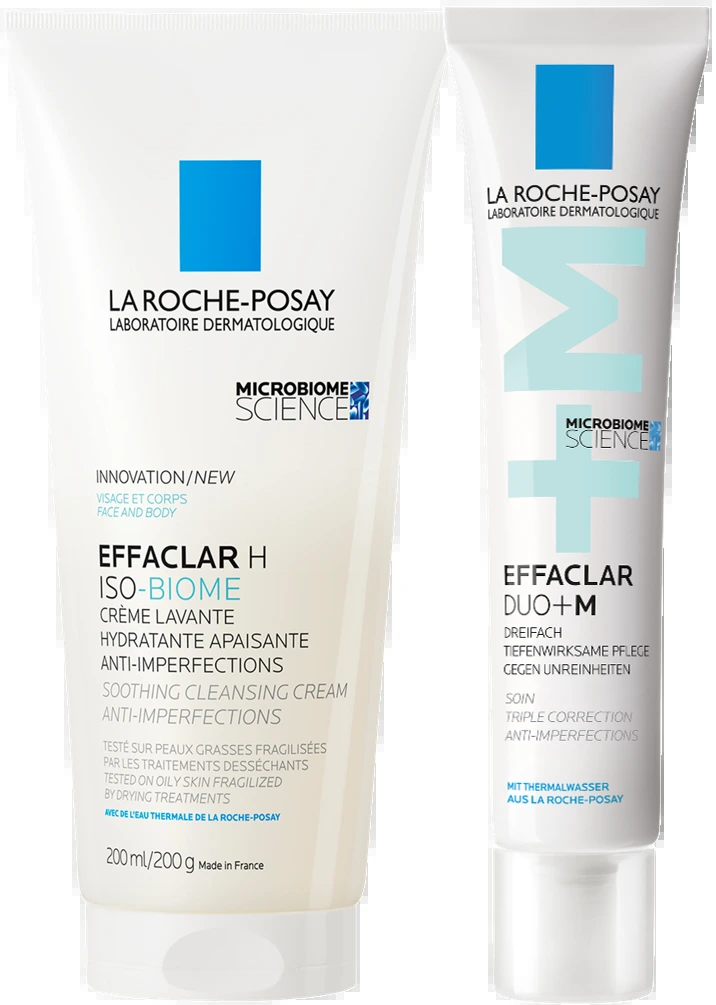 LA ROCHE-POSAY
LABORATOIRE DERMATOLOGIQUE
MICROBIOME
SCIENCE
INNOVATION/NEW
VISAGE ET CORPS
FACE AND BODY
EFFACLAR H
ISO-BIOME
CRÈME LAVANTE
HYDRATANTE APAISANTE
ANTI-IMPERFECTIONS
SOOTHING CLEANSING CREAM
ANTI-IMPERFECTIONS
TESTÉ SUR PEAUX GRASSES FRAGILISÉES
PAR LES TRAITEMENTS DESSÉCHANTS
TESTED ON OILY SKIN FRAGILIZED
BY DRYING TREATMENTS
AVEC DE L'EAU THERMALE DE LA ROCHE-POSAY
200 ml/200 g Made in France
LA ROCHE-POSAY
LABORATOIRE DERMATOLOGIQUE
+M
MICROBIOME
SCIENCE
EFFACLAR
DUO+M
DREIFACH
TIEFENWIRKSAME PFLEGE
GEGEN UNREINHEITEN
SOIN
TRIPLE CORRECTION
ANTI-IMPERFECTIONS
MIT THERMALWASSER
AUS LA ROCHE-POSAY